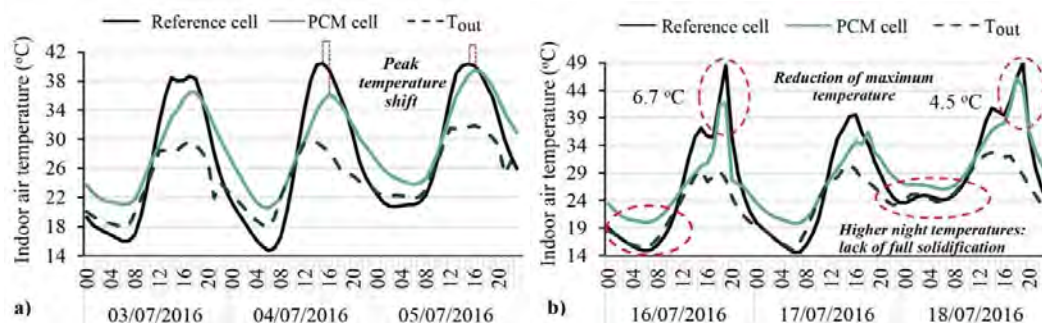 Reference cell PCM cell Tout
Indoor air temperature (°C)
42
38
34
30
26
22
18
14
Peak
temperature
shift
00 04 08 12 16 20 00 04 08 12 16 20 00 04 08 12 16 20
03/07/2016 04/07/2016 05/07/2016
a)
Reference cell PCM cell Tout
Indoor air temperature (°C)
49
44
39
34
29
24
19
14
6.7 °C
Reduction of maximum
temperature
4.5 °C
Higher night temperatures:
lack of full solidification
00 04 08 12 16 20 00 04 08 12 16 20 00 04 08 12 16 20
16/07/2016 17/07/2016 18/07/2016
b)